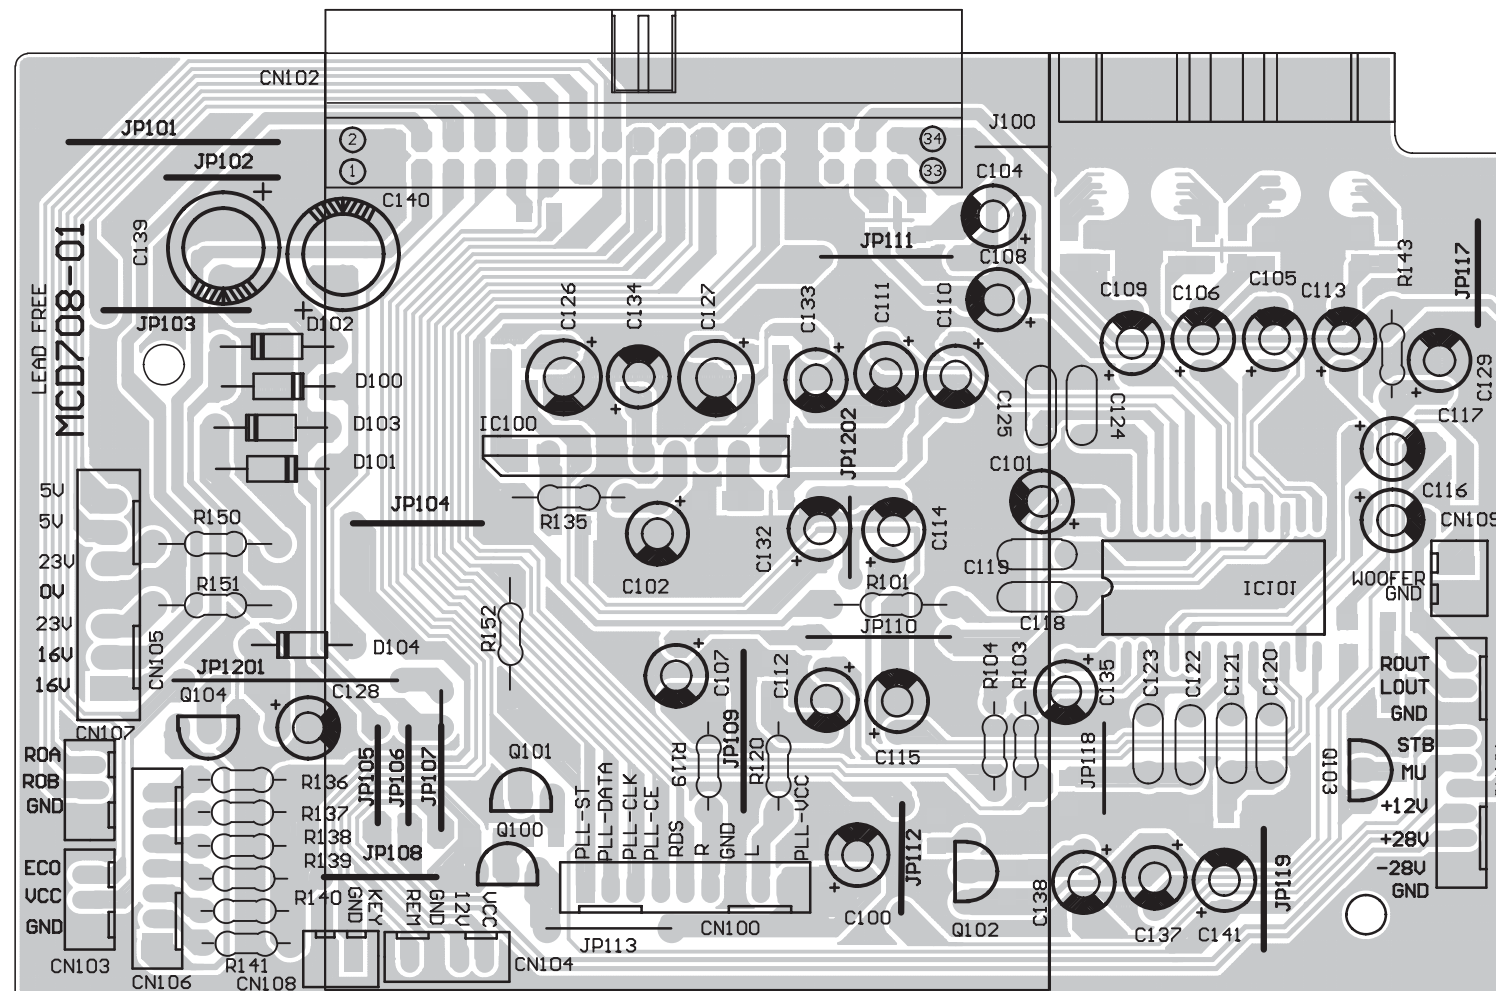 CN102
JP101
JP102
2
1
34
33
J100
C104
C140
C139
JP111
C108
MCD708-01
LEAD FREE
JP103
D102
D100
D103
D101
C126
C134
C127
C133
C111
C110
C109
C106
C105
C113
R143
JP117
C129
C117
C125
C124
C116
CN109
IC100
JP1202
C101
JP104
R135
C102
C132
C114
C119
C118
R101
JP110
IC101
WOOFER
GND
5V
5V
23V
0V
23V
16V
16V
CN105
R150
R151
R152
D104
JP1201
Q104
C128
CN107
ROA
ROB
GND
ECO
VCC
GND
CN103
CN106
R136
R137
R138
R139
R140
R141
CN108
JP105
JP106
JP107
JP108
GND
KEY
REM
GND
12V
VCC
CN104
Q101
Q100
PLL-ST
PLL-DATA
PLL-CLK
PLL-CE
RDS
R
GND
L
PLL-VCC
CN100
JP113
C107
C112
JP109
R119
R120
C115
R104
R103
C135
C123
C122
C121
C120
JP118
JP112
C100
Q102
C138
C137
C141
JP119
Q103
ROUT
LOUT
GND
STB
MU
+12V
+28V
-28V
GND